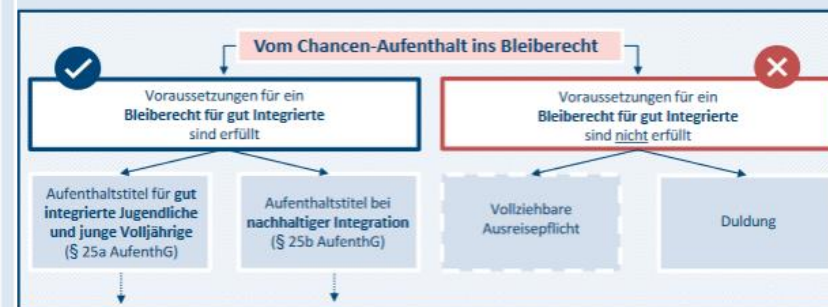 Vom Chancen-Aufenthalt ins Bleiberecht
Voraussetzungen für ein
Bleiberecht für gut Integrierte
sind erfüllt
Voraussetzungen für ein
Bleiberecht für gut Integrierte
sind nicht erfüllt
Aufenthaltstitel für gut
integrierte Jugendliche
und junge Volljährige
(§ 25a AufenthG)
Aufenthaltstitel bei
nachhaltiger Integration
(§ 25b AufenthG)
Vollziehbare
Ausreisepflicht
Duldung